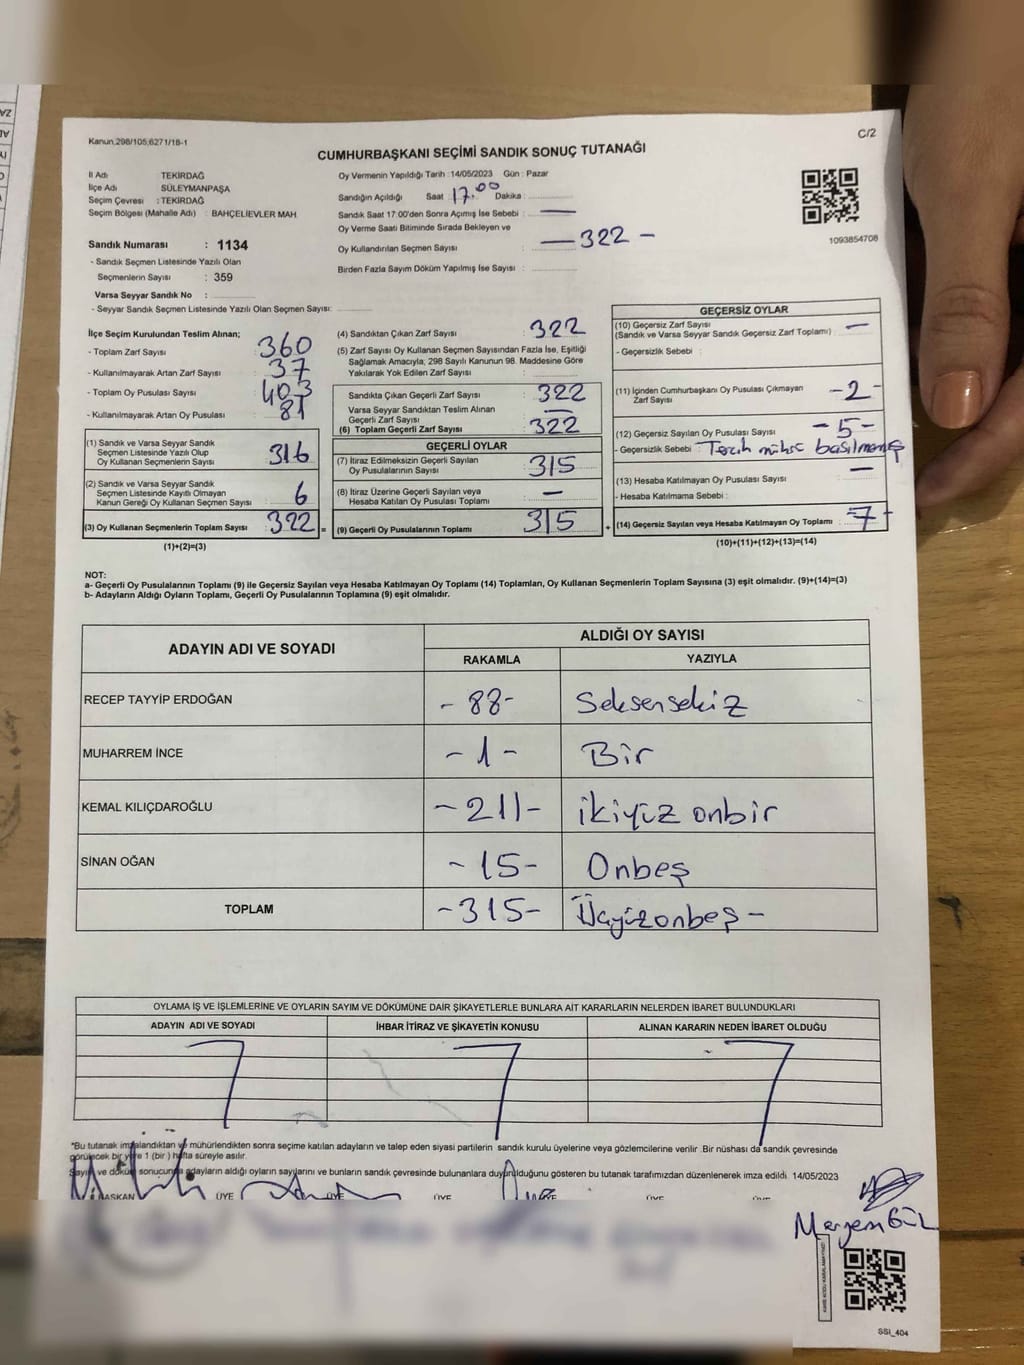 Kanun,298/105,6271/18-1
C/2
CUMHURBAŞKANI SEÇİMİ SANDIK SONUÇ TUTANAĞI
İl Adı TEKİRDAĞ
İlçe Adı SÜLEYMANPAŞA
Seçim Çevresi : TEKİRDAĞ
Seçim Bölgesi (Mahalle Adı) : BAHÇELİEVLER MAH
Sandık Numarası : 1134
- Sandık Seçmen Listesinde Yazılı Olan
Seçmenlerin Sayısı : 359
Varsa Seyyar Sandık No :
- Seyyar Sandık Seçmen Listesinde Yazılı Olan Seçmen Sayısı:
Oy Vermenin Yapıldığı Tarih : 14/05/2023 Gün : Pazar
Sandığın Açıldığı Saat 17.00 Dakika :
Sandık Saat 17:00'den Sonra Açımış İse Sebebi : —
Oy Verme Saati Bitiminde Sırada Bekleyen ve
Oy Kullandırılan Seçmen Sayısı : — 322 -
Birden Fazla Sayım Döküm Yapılmış İse Sayısı :
1093854706
İlçe Seçim Kurulundan Teslim Alınan;
- Toplam Zarf Sayısı : 360
- Kullanılmayarak Artan Zarf Sayısı : 37
- Toplam Oy Pusulası Sayısı : 403
- Kullanılmayarak Artan Oy Pusulası : 81
(1) Sandık ve Varsa Seyyar Sandık
Seçmen Listesinde Yazılı Olup
Oy Kullanan Seçmenlerin Sayısı : 316
(2) Sandık ve Varsa Seyyar Sandık
Seçmen Listesinde Kayıtlı Olmayan
Kanun Gereği Oy Kullanan Seçmen Sayısı : 6
(3) Oy Kullanan Seçmenlerin Toplam Sayısı : 322 =
(1)+(2)=(3)
(4) Sandıktan Çıkan Zarf Sayısı : 322
(5) Zarf Sayısı Oy Kullanan Seçmen Sayısından Fazla İse, Eşitliği
Sağlamak Amacıyla, 298 Sayılı Kanunun 98. Maddesine Göre
Yakılarak Yok Edilen Zarf Sayısı :
Sandıkta Çıkan Geçerli Zarf Sayısı : 322
Varsa Seyyar Sandıktan Teslim Alınan
Geçerli Zarf Sayısı : —
(6) Toplam Geçerli Zarf Sayısı : 322
GEÇERLİ OYLAR
(7) İtiraz Edilmeksizin Geçerli Sayılan
Oy Pusulalarının Sayısı : 315
(8) İtiraz Üzerine Geçerli Sayılan veya
Hesaba Katılan Oy Pusulası Toplamı : —
(9) Geçerli Oy Pusulalarının Toplamı : 315 +
GEÇERSİZ OYLAR
(10) Geçersiz Zarf Sayısı
(Sandık ve Varsa Seyyar Sandık Geçersiz Zarf Toplamı) : —
- Geçersizlik Sebebi :
(11) İçinden Cumhurbaşkanı Oy Pusulası Çıkmayan
Zarf Sayısı : -2-
(12) Geçersiz Sayılan Oy Pusulası Sayısı : -5-
- Geçersizlik Sebebi : Tercih mührü basılmamış
(13) Hesaba Katılmayan Oy Pusulası Sayısı : —
- Hesaba Katılmama Sebebi :
(14) Geçersiz Sayılan veya Hesaba Katılmayan Oy Toplamı : -7-
(10)+(11)+(12)+(13)=(14)
NOT:
a- Geçerli Oy Pusulalarının Toplamı (9) ile Geçersiz Sayılan veya Hesaba Katılmayan Oy Toplamı (14) Toplamları, Oy Kullanan Seçmenlerin Toplam Sayısına (3) eşit olmalıdır. (9)+(14)=(3)
b- Adayların Aldığı Oyların Toplamı, Geçerli Oy Pusulalarının Toplamına (9) eşit olmalıdır.
ADAYIN ADI VE SOYADI ALDIĞI OY SAYISI
RAKAMLA YAZIYLA
RECEP TAYYİP ERDOĞAN -88- Seksensekiz
MUHARREM İNCE -1- Bir
KEMAL KILIÇDAROĞLU -211- ikiyüz onbir
SİNAN OĞAN -15- Onbeş
TOPLAM -315- Üçyüzonbeş -
OYLAMA İŞ VE İŞLEMLERİNE VE OYLARIN SAYIM VE DÖKÜMÜNE DAİR ŞİKAYETLERLE BUNLARA AİT KARARLARIN NELERDEN İBARET BULUNDUKLARI
ADAYIN ADI VE SOYADI İHBAR İTİRAZ VE ŞİKAYETİN KONUSU ALINAN KARARIN NEDEN İBARET OLDUĞU
*Bu tutanak imzalandıktan ve mühürlendikten sonra seçime katılan adayların ve talep eden siyasi partilerin sandık kurulu üyelerine veya gözlemcilerine verilir .Bir nüshası da sandık çevresinde
görülecek bir yere 1 (bir ) hafta süreyle asılır.
Sayım ve döküm sonucunda adayların aldığı oyların sayılarını ve bunların sandık çevresinde bulunanlara duyurulduğunu gösteren bu tutanak tarafımızdan düzenlenerek imza edildi. 14/05/2023
BAŞKAN ÜYE ÜYE ÜYE ÜYE ÜYE ÜYE
Meryem Gül
SSI_404